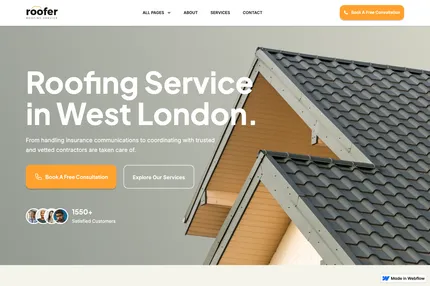 roofer
ROOFING SERVICE
ALL PAGES
ABOUT
SERVICES
CONTACT
Book A Free Consultation
Roofing Service
in West London.
From handling insurance communications to coordinating with trusted
and vetted contractors are taken care of.
Book A Free Consultation
Explore Our Services
1550+
Satisfied Customers
Made in Webflow